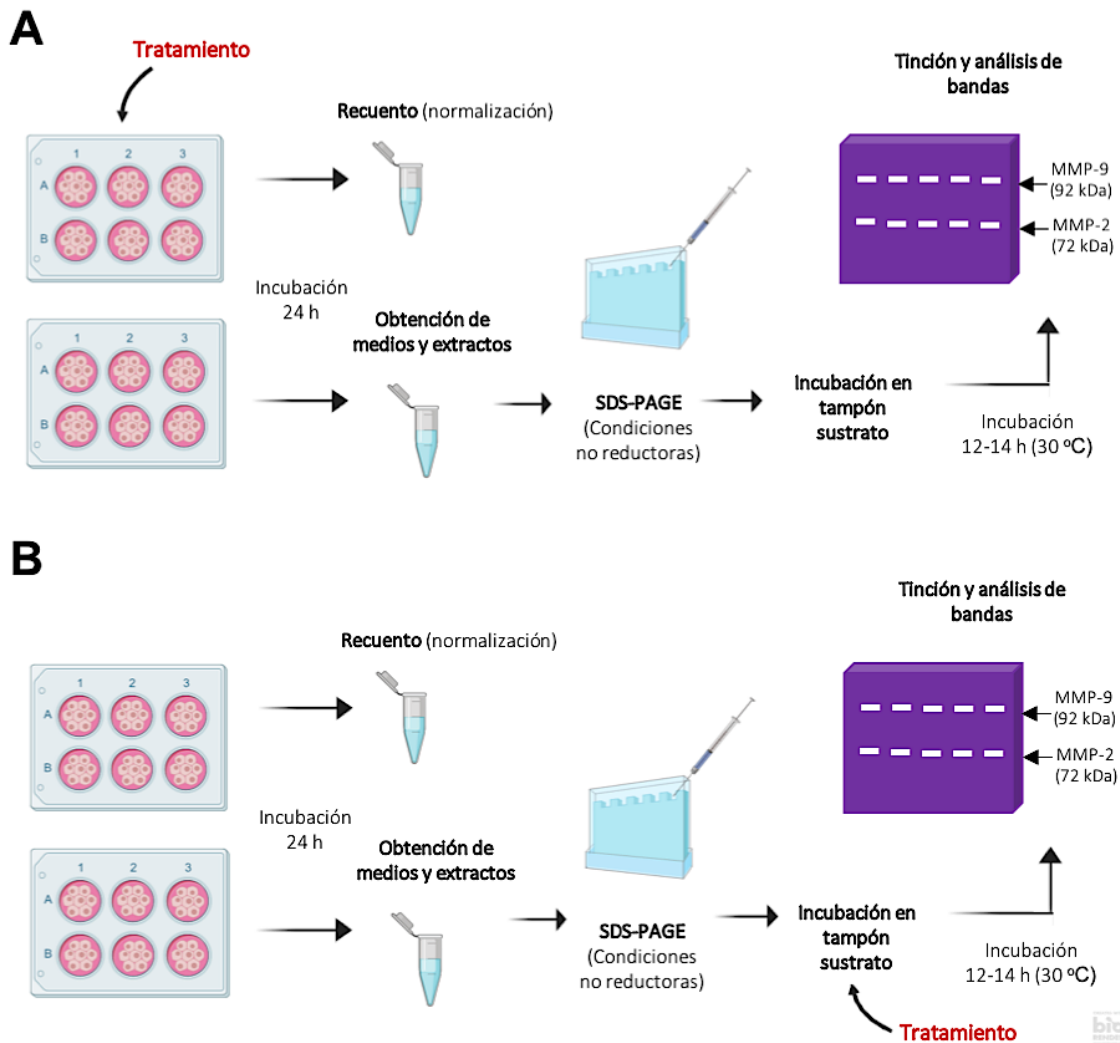 A
Tratamiento
1 2 3
A
B
1 2 3
A
B
Incubación
24 h
Recuento (normalización)
Obtención de
medios y extractos
SDS-PAGE
(Condiciones
no reductoras)
Incubación en
tampón
sustrato
Incubación
12-14 h (30 ºC)
Tinción y análisis de
bandas
MMP-9
(92 kDa)
MMP-2
(72 kDa)
B
1 2 3
A
B
1 2 3
A
B
Incubación
24 h
Recuento (normalización)
Obtención de
medios y extractos
SDS-PAGE
(Condiciones
no reductoras)
Incubación en
tampón
sustrato
Tratamiento
Incubación
12-14 h (30 ºC)
Tinción y análisis de
bandas
MMP-9
(92 kDa)
MMP-2
(72 kDa)